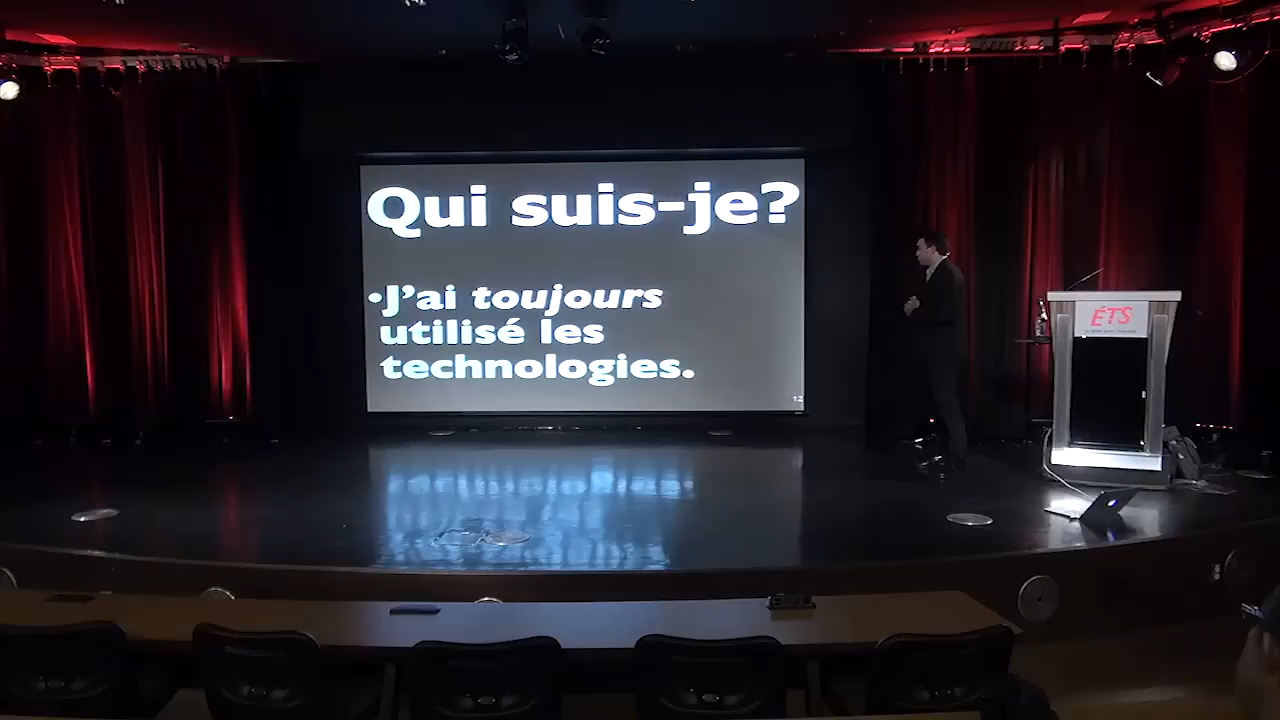 Qui suis-je?
•J’ai toujours
utilisé les
technologies.
12
ÉTS